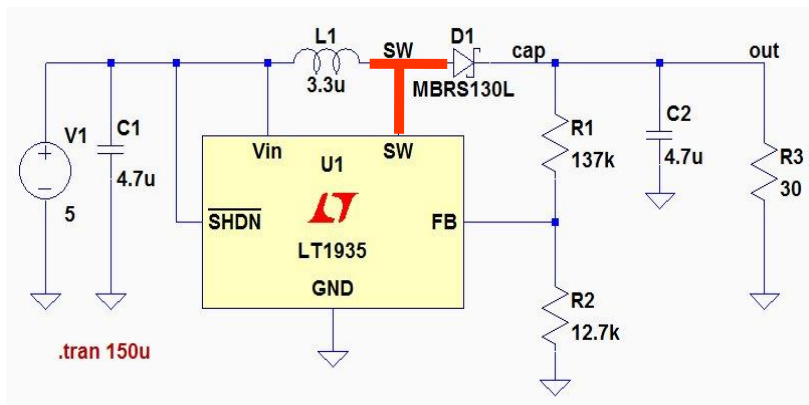 L1
3.3u
SW
D1
MBRS130L
cap
out
V1
5
C1
4.7u
Vin
SW
U1
SHDN
FB
LT1935
GND
R1
137k
C2
4.7u
R3
30
R2
12.7k
.tran 150u